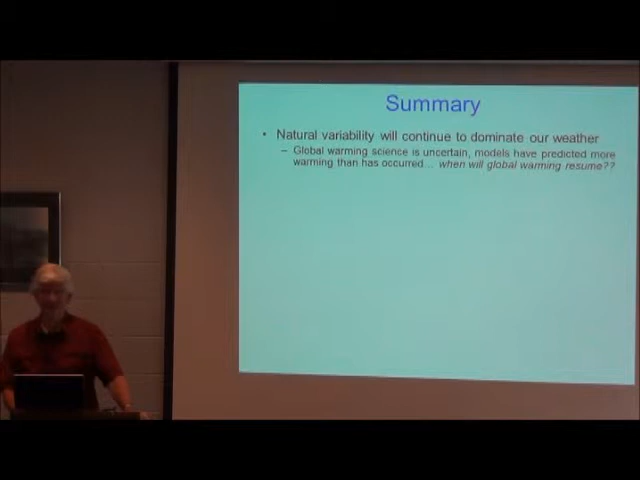 Summary
• Natural variability will continue to dominate our weather
– Global warming science is uncertain, models have predicted more
warming than has occurred... when will global warming resume??